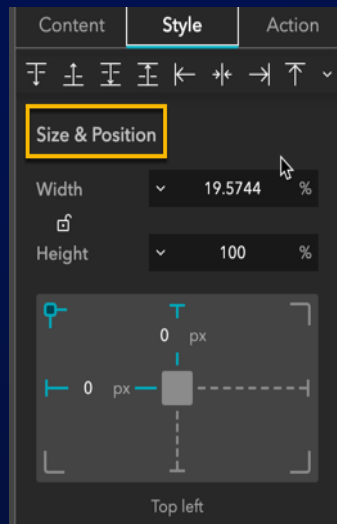 Content Style Action
Size & Position
Width 19.5744 %
Height 100 %
0 px
0 px
Top left